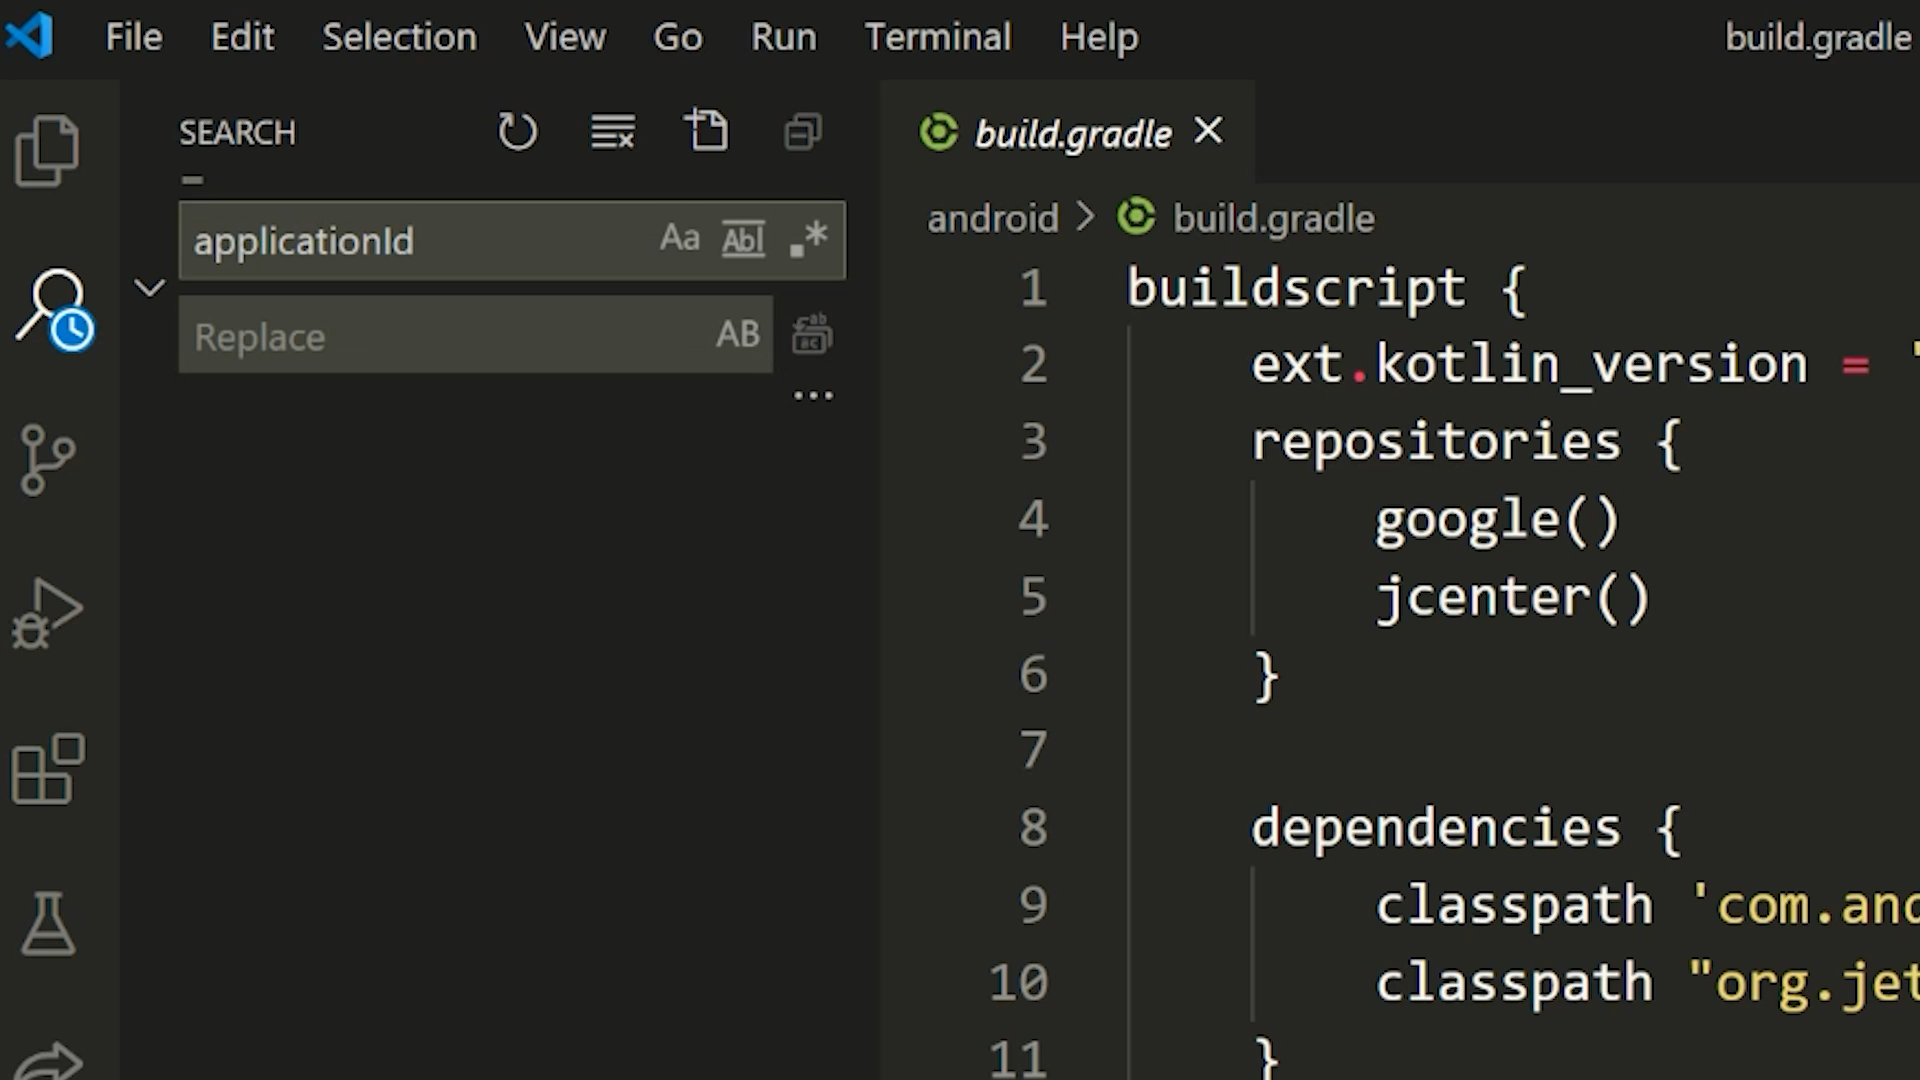 File Edit Selection View Go Run Terminal Help build.gradle
SEARCH
applicationId Aa Abl .*
Replace AB
build.gradle
android > build.gradle
1 buildscript {
2 ext.kotlin_version = '
3 repositories {
4 google()
5 jcenter()
6 }
7
8 dependencies {
9 classpath 'com.and
10 classpath "org.jet
11 }